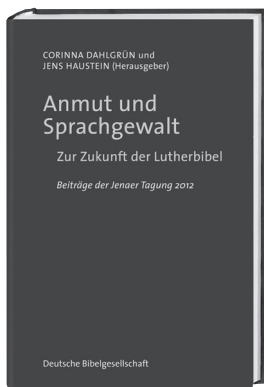 CORINNA DAHLGRÜN und
JENS HAUSTEIN (Herausgeber)
Anmut und
Sprachgewalt
Zur Zukunft der Lutherbibel
Beiträge der Jenaer Tagung 2012
Deutsche Bibelgesellschaft